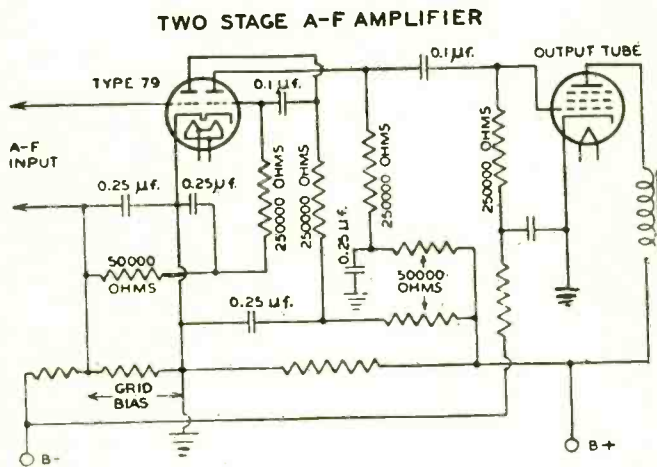 TWO STAGE A-F AMPLIFIER
OUTPUT TUBE
TYPE 79
0.1 µf.
0.1 µf.
A-F
INPUT
0.25 µf.
0.25 µf.
250000 OHMS
250000 OHMS
250000 OHMS
250000 OHMS
50000
OHMS
0.25 µf.
50000
OHMS
0.25 µf.
GRID
BIAS
B-
B+